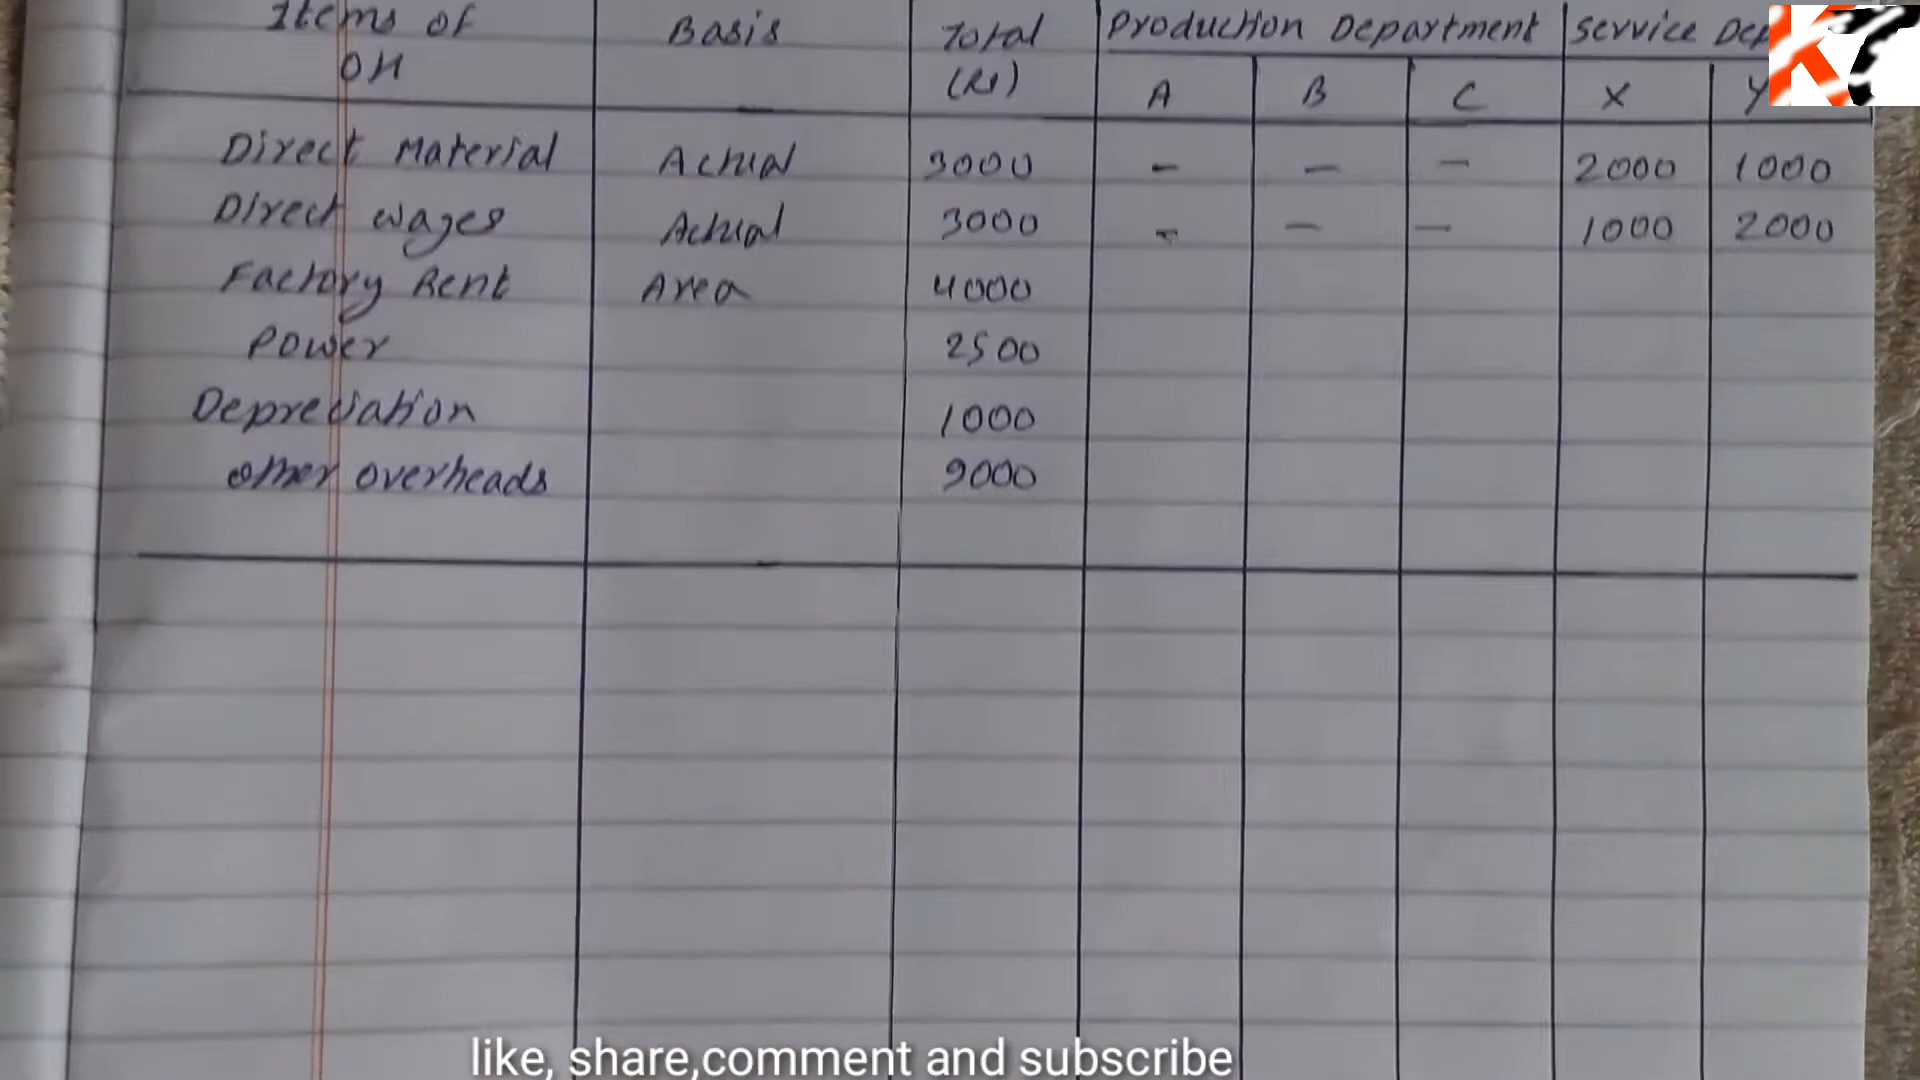 Items of OH Basis Total (Rs) Production Department Service Dep
A B C X Y
Direct Material Actual 3000 - - - 2000 1000
Direct wages Actual 3000 - - - 1000 2000
Factory Rent Area 4000
Power 2500
Depreciation 1000
other overheads 9000
like, share,comment and subscribe